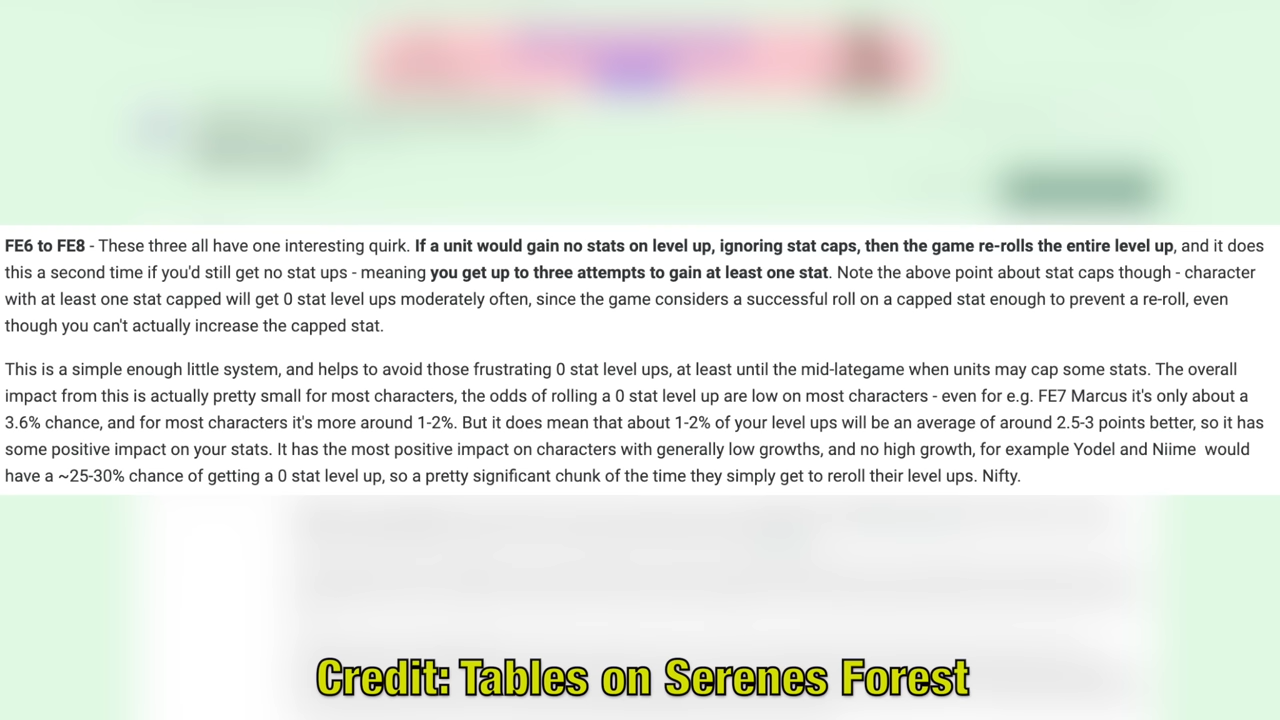 FE6 to FE8 - These three all have one interesting quirk. If a unit would gain no stats on level up, ignoring stat caps, then the game re-rolls the entire level up, and it does
this a second time if you'd still get no stat ups - meaning you get up to three attempts to gain at least one stat. Note the above point about stat caps though - character
with at least one stat capped will get 0 stat level ups moderately often, since the game considers a successful roll on a capped stat enough to prevent a re-roll, even
though you can't actually increase the capped stat.
This is a simple enough little system, and helps to avoid those frustrating 0 stat level ups, at least until the mid-lategame when units may cap some stats. The overall
impact from this is actually pretty small for most characters, the odds of rolling a 0 stat level up are low on most characters - even for e.g. FE7 Marcus it's only about a
3.6% chance, and for most characters it's more around 1-2%. But it does mean that about 1-2% of your level ups will be an average of around 2.5-3 points better, so it has
some positive impact on your stats. It has the most positive impact on characters with generally low growths, and no high growth, for example Yodel and Niime would
have a ~25-30% chance of getting a 0 stat level up, so a pretty significant chunk of the time they simply get to reroll their level ups. Nifty.
Credit: Tables on Serenes Forest